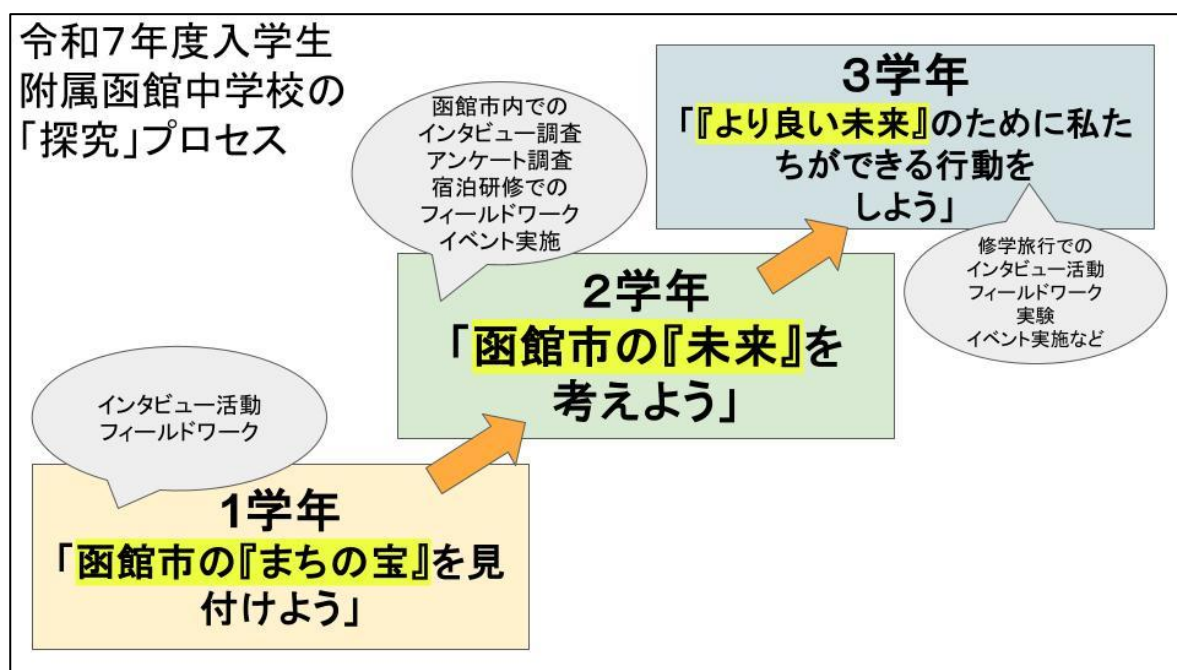 令和7年度入学生
附属函館中学校の
「探究」プロセス
3学年
「『より良い未来』のために私た
ちができる行動を
しよう」
修学旅行での
インタビュー活動
フィールドワーク
実験
イベント実施など
函館市内での
インタビュー調査
アンケート調査
宿泊研修での
フィールドワーク
イベント実施
2学年
「函館市の『未来』を
考えよう」
インタビュー活動
フィールドワーク
1学年
「函館市の『まちの宝』を見
付けよう」